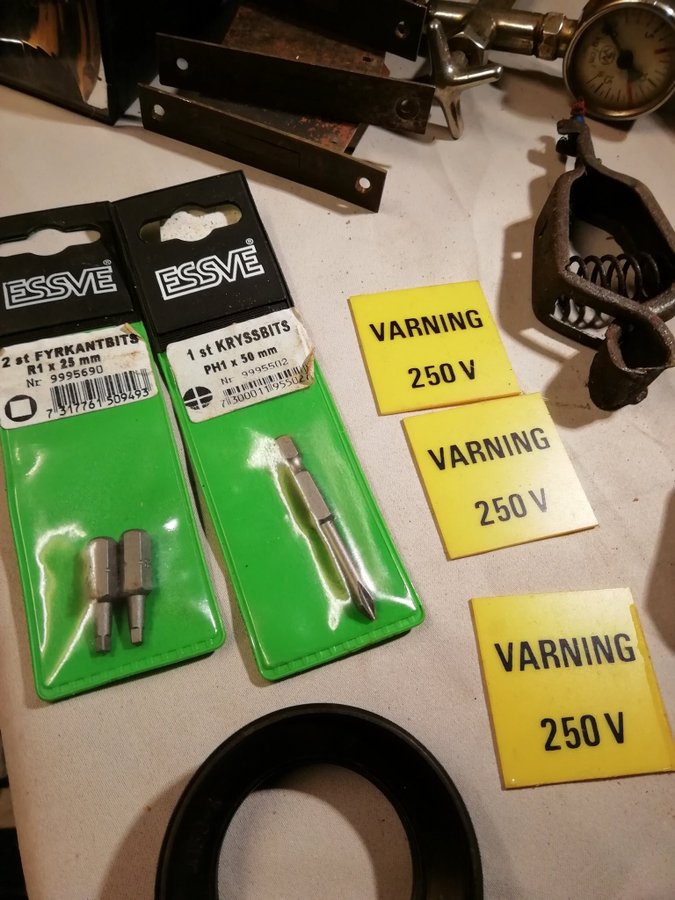 ESSVE®
2 st FYRKANTBITS
R1 x 25 mm
Nr. 9995690
7 317761 509493
ESSVE®
1 st KRYSSBITS
PH1 x 50 mm
Nr. 9995502
VARNING
250 V
VARNING
250 V
VARNING
250 V